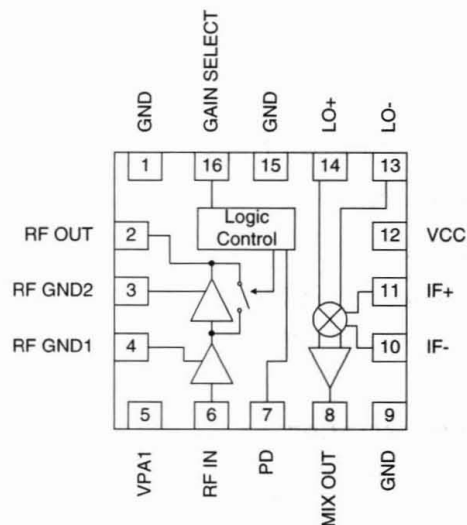 GND
GAIN SELECT
GND
LO+
LO-
1
16
15
14
13
RF OUT
2
Logic
Control
12
VCC
RF GND2
3
11
IF+
RF GND1
4
10
IF-
5
6
7
8
9
VPA1
RF IN
PD
MIX OUT
GND